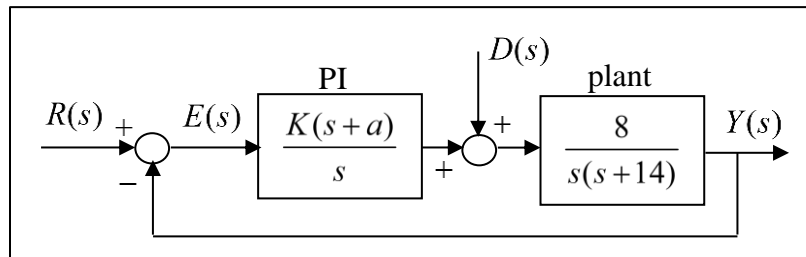 D(s)
PI
plant
R(s)
+
E(s)
K(s+a)
s
+
+
8
s(s+14)
Y(s)
−